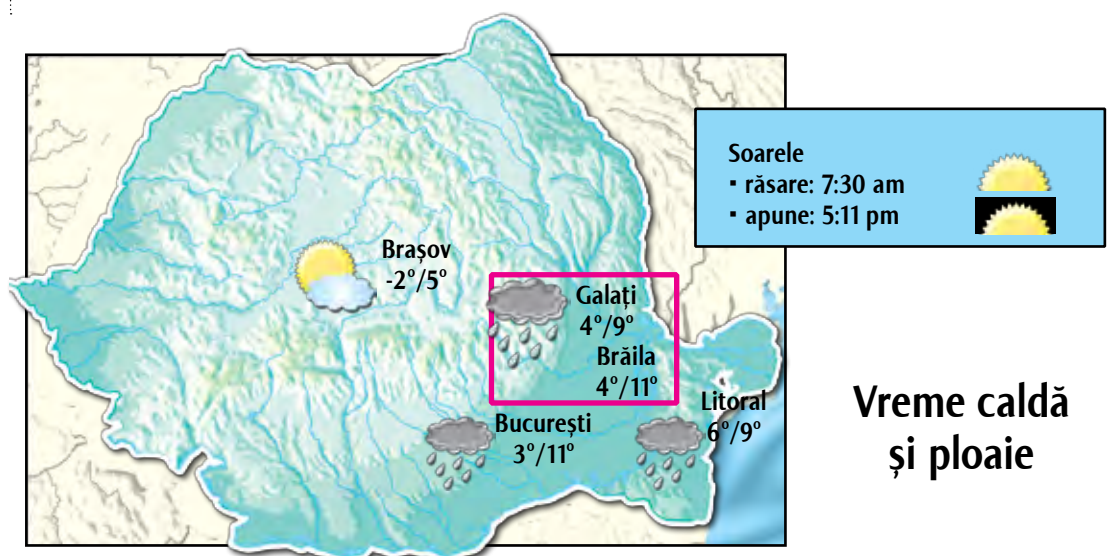 Soarele
▪ răsare: 7:30 am
▪ apune: 5:11 pm
Brașov
-2°/5°
Galați
4°/9°
Brăila
4°/11°
Litoral
6°/9°
București
3°/11°
Vreme caldă
și ploaie